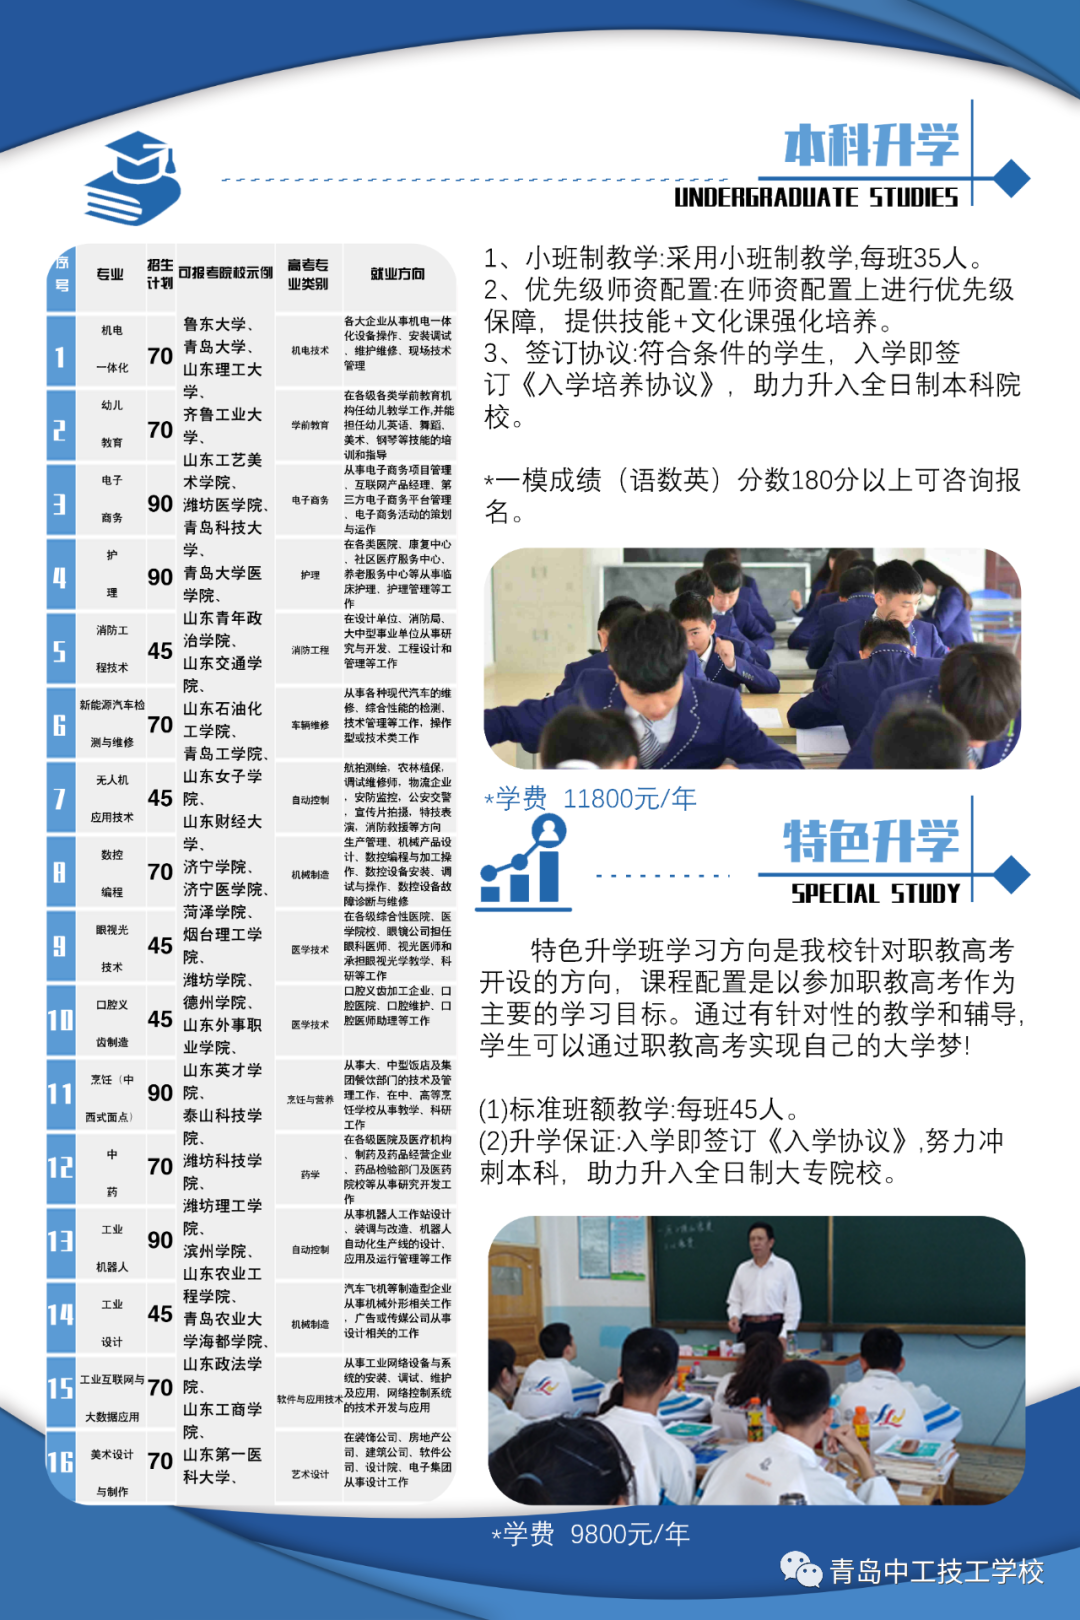 本科升学
UNDERGRADUATE STUDIES
序号 专业 招生计划 可报考院校示例 高考专业类别 就业方向
1 机电一体化 70 机电技术 各大企业从事机电一体化设备操作、安装调试、维护维修、现场技术管理
2 幼儿教育 70 学前教育 在各级各类学前教育机构任幼儿教学工作,并能担任幼儿英语、舞蹈、美术、钢琴等技能的培训和指导
3 电子商务 90 电子商务 从事电子商务项目管理、互联网产品经理、第三方电子商务平台管理、电子商务活动的策划与运作
4 护理 90 护理 在各类医院、康复中心、社区医疗服务中心、养老服务中心等从事临床护理、护理管理等工作
5 消防工程技术 45 消防工程 在设计单位、消防局、大中型事业单位从事研究与开发、工程设计和管理等工作
6 新能源汽车检测与维修 70 车辆维修 从事各种现代汽车的维修、综合性能的检测、技术管理等工作，操作型或技术类工作
7 无人机应用技术 45 自动控制 航拍测绘，农林植保，调试维修师，物流企业，安防监控，公安交警，宣传片拍摄，特技表演，消防救援等方向
8 数控编程 70 机械制造 生产管理、机械产品设计、数控编程与加工操作、数控设备安装、调试与操作、数控设备故障诊断与维修
9 眼视光技术 45 医学技术 在各级综合性医院、医学院校、眼镜公司担任眼科医师、视光医师和承担眼视光学教学、科研等工作
10 口腔义齿制造 45 医学技术 口腔义齿加工企业、口腔医院、口腔维护、口腔医师助理等工作
11 烹饪（中西式面点） 90 烹饪与营养 从事大、中型饭店及集团餐饮部门的技术及管理工作，在中、高等烹饪学校从事教学、科研工作
12 中药 70 药学 在各级医院及医疗机构、制药及药品经营企业、药品检验部门及医药院校等从事研究开发工作
13 工业机器人 90 自动控制 从事机器人工作站设计、装调与改造、机器人自动化生产线的设计、应用及运行管理等工作
14 工业设计 45 机械制造 汽车飞机等制造型企业从事机械外形相关工作，广告或传媒公司从事设计相关的工作
15 工业互联网与大数据应用 70 软件与应用技术 从事工业网络设备与系统的安装、调试、维护及应用，网络控制系统的技术开发与应用
16 美术设计与制作 70 艺术设计 在装饰公司、房地产公司、建筑公司、软件公司、设计院、电子集团从事设计工作
鲁东大学、
青岛大学、
山东理工大
学、
齐鲁工业大
学、
山东工艺美
术学院、
潍坊医学院、
青岛科技大
学、
青岛大学医
学院、
山东青年政
治学院、
山东交通学
院、
山东石油化
工学院、
青岛工学院、
山东女子学
院、
山东财经大
学、
济宁学院、
济宁医学院、
菏泽学院、
烟台理工学
院、
潍坊学院、
德州学院、
山东外事职
业学院、
山东英才学
院、
泰山科技学
院、
潍坊科技学
院、
潍坊理工学
院、
滨州学院、
山东农业工
程学院、
青岛农业大
学海都学院、
山东政法学
院、
山东工商学
院、
山东第一医
科大学、
1、小班制教学:采用小班制教学,每班35人。
2、优先级师资配置:在师资配置上进行优先级
保障，提供技能+文化课强化培养。
3、签订协议:符合条件的学生，入学即签
订《入学培养协议》，助力升入全日制本科院
校。
*一模成绩（语数英）分数180分以上可咨询报
名。
*学费 11800元/年
特色升学
SPECIAL STUDY
特色升学班学习方向是我校针对职教高考
开设的方向，课程配置是以参加职教高考作为
主要的学习目标。通过有针对性的教学和辅导,
学生可以通过职教高考实现自己的大学梦!
(1)标准班额教学:每班45人。
(2)升学保证:入学即签订《入学协议》,努力冲
刺本科，助力升入全日制大专院校。
*学费 9800元/年
青岛中工技工学校